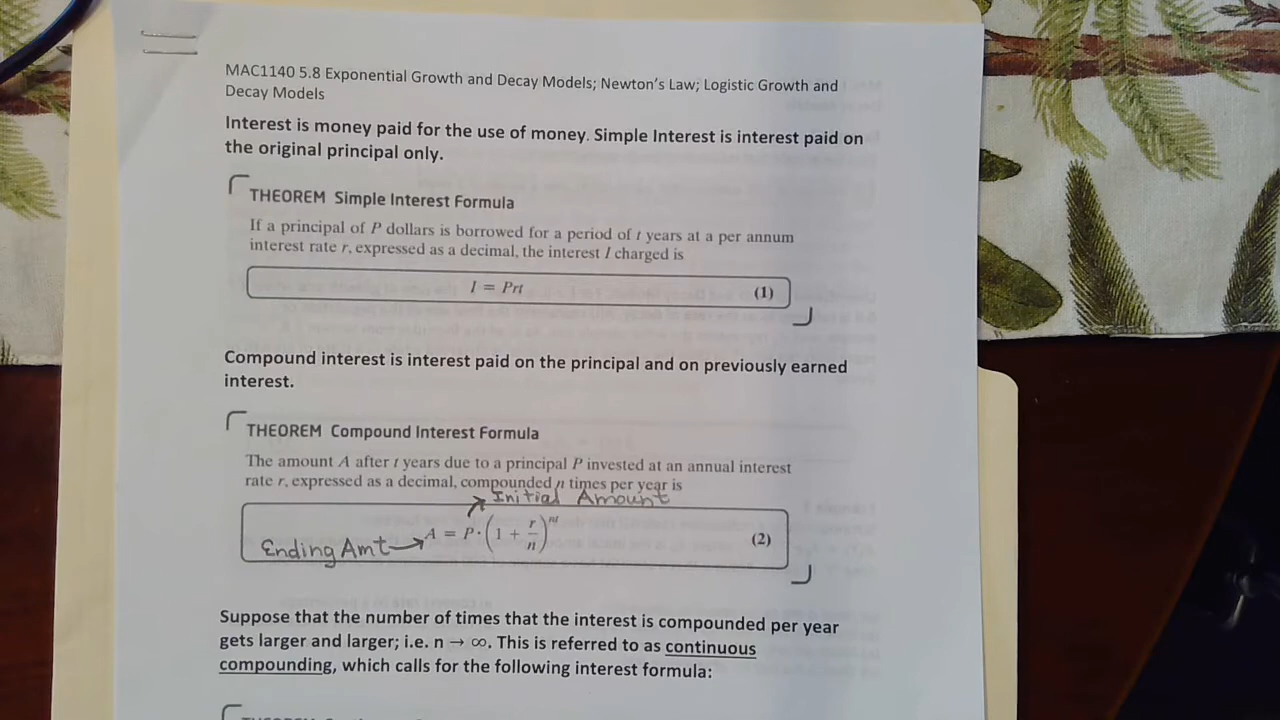 MAC1140 5.8 Exponential Growth and Decay Models; Newton's Law; Logistic Growth and
Decay Models
Interest is money paid for the use of money. Simple Interest is interest paid on
the original principal only.
THEOREM Simple Interest Formula
If a principal of P dollars is borrowed for a period of t years at a per annum
interest rate r, expressed as a decimal, the interest I charged is
I = Prt (1)
Compound interest is interest paid on the principal and on previously earned
interest.
THEOREM Compound Interest Formula
The amount A after t years due to a principal P invested at an annual interest
rate r, expressed as a decimal, compounded n times per year is
Initial Amount
Ending Amt → A = P · (1 + r/n)^nt (2)
Suppose that the number of times that the interest is compounded per year
gets larger and larger; i.e. n → ∞. This is referred to as continuous
compounding, which calls for the following interest formula: